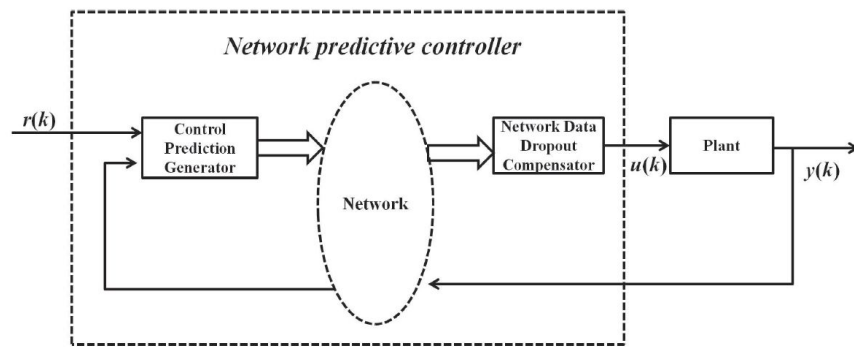 Network predictive controller
r(k)
Control
Prediction
Generator
Network
Network Data
Dropout
Compensator
u(k)
Plant
y(k)